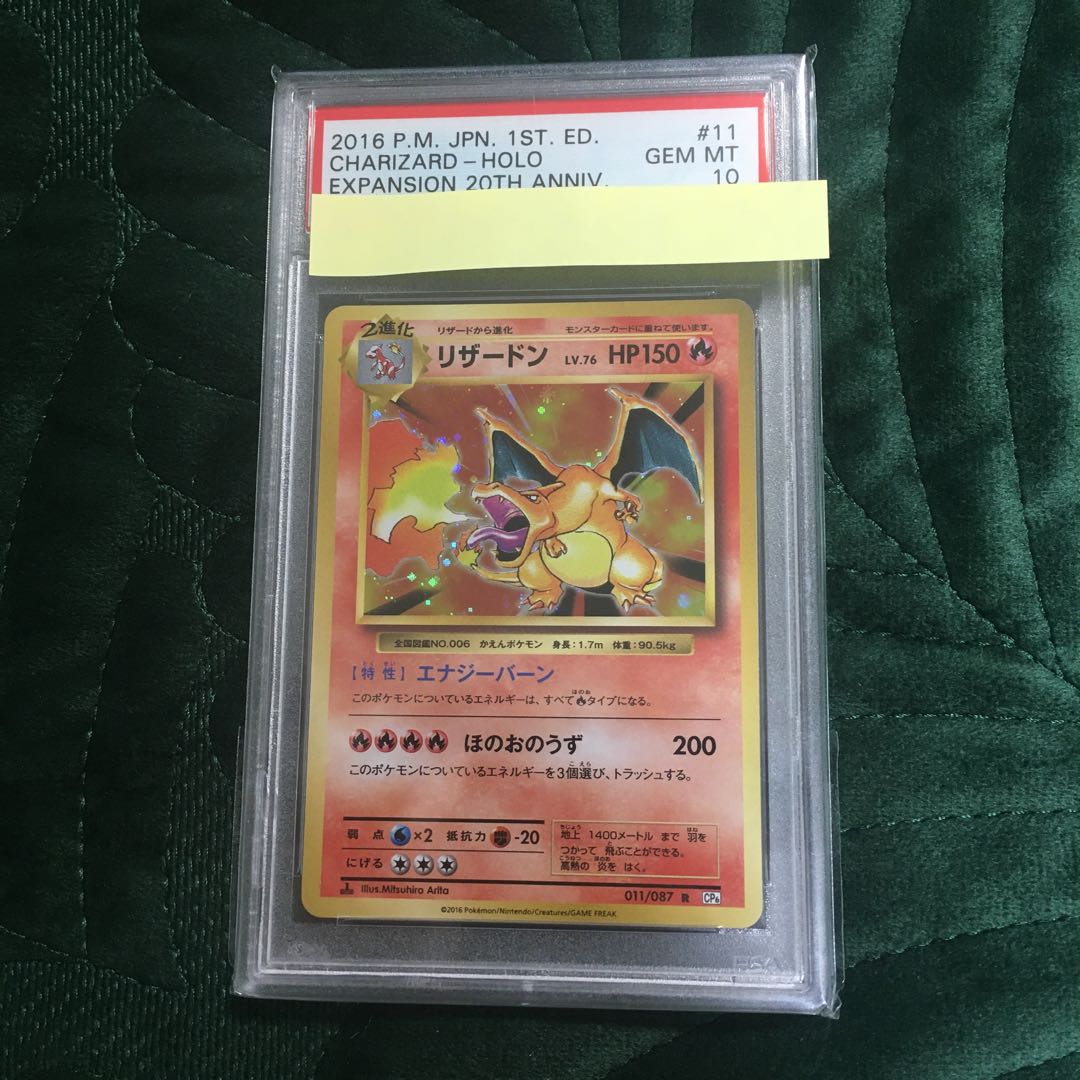 2016 P.M. JPN. 1ST. ED. #11
CHARIZARD-HOLO GEM MT
EXPANSION 20TH ANNIV. 10
2進化 リザードから進化 モンスターカードに重ねて使います。
リザードン LV.76 HP150
全国図鑑NO.006 かえんポケモン 身長:1.7m 体重:90.5kg
[特性] エナジーバーン
このポケモンについているエネルギーは、すべてタイプになる。
ほのおのうず 200
このポケモンについているエネルギーを3個選び、トラッシュする。
弱点 ×2 抵抗力 -20
にげる
地上 1400メートル まで 羽を
つかって 飛ぶことができる。
高熱の 炎を はく。
Illus.Mitsuhiro Arita
011/087 R CP6
©2016 Pokémon/Nintendo/Creatures/GAME FREAK